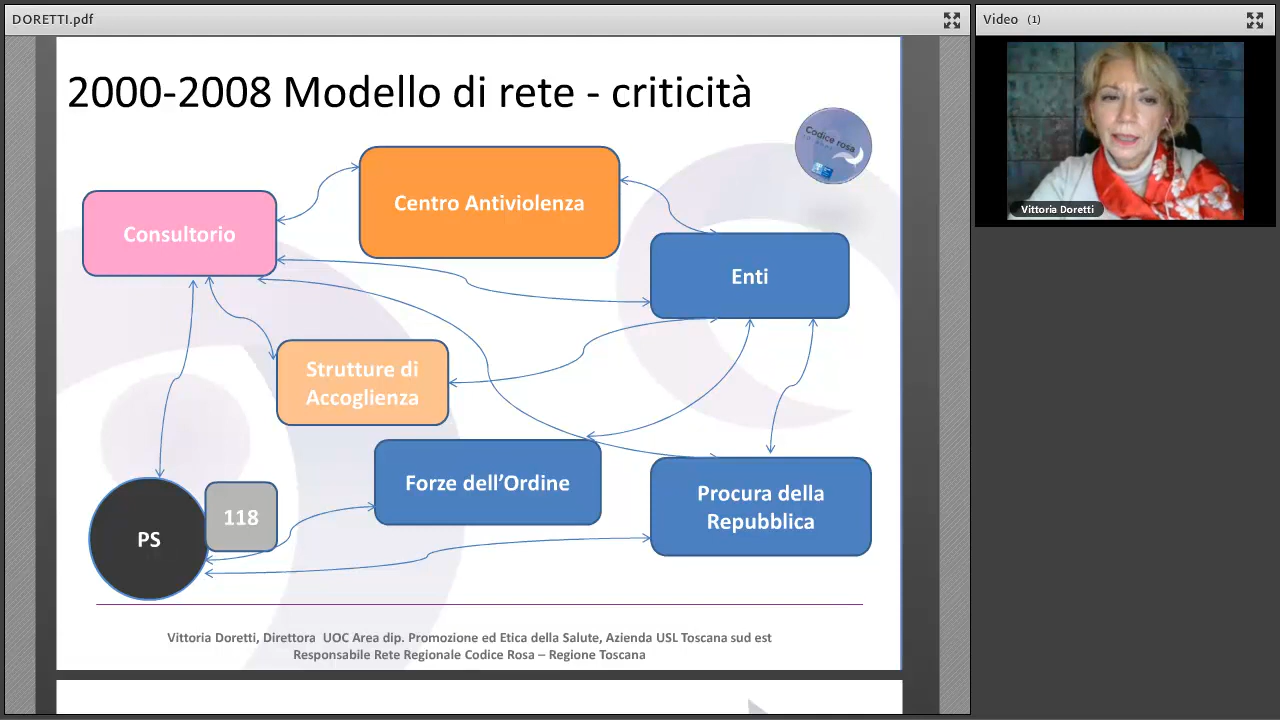 DORETTI.pdf
Video (1)
2000-2008 Modello di rete - criticità
Codice rosa
Centro Antiviolenza
Consultorio
Enti
Strutture di
Accoglienza
Forze dell’Ordine
Procura della
Repubblica
118
PS
Vittoria Doretti, Direttora UOC Area dip. Promozione ed Etica della Salute, Azienda USL Toscana sud est
Responsabile Rete Regionale Codice Rosa – Regione Toscana
Vittoria Doretti